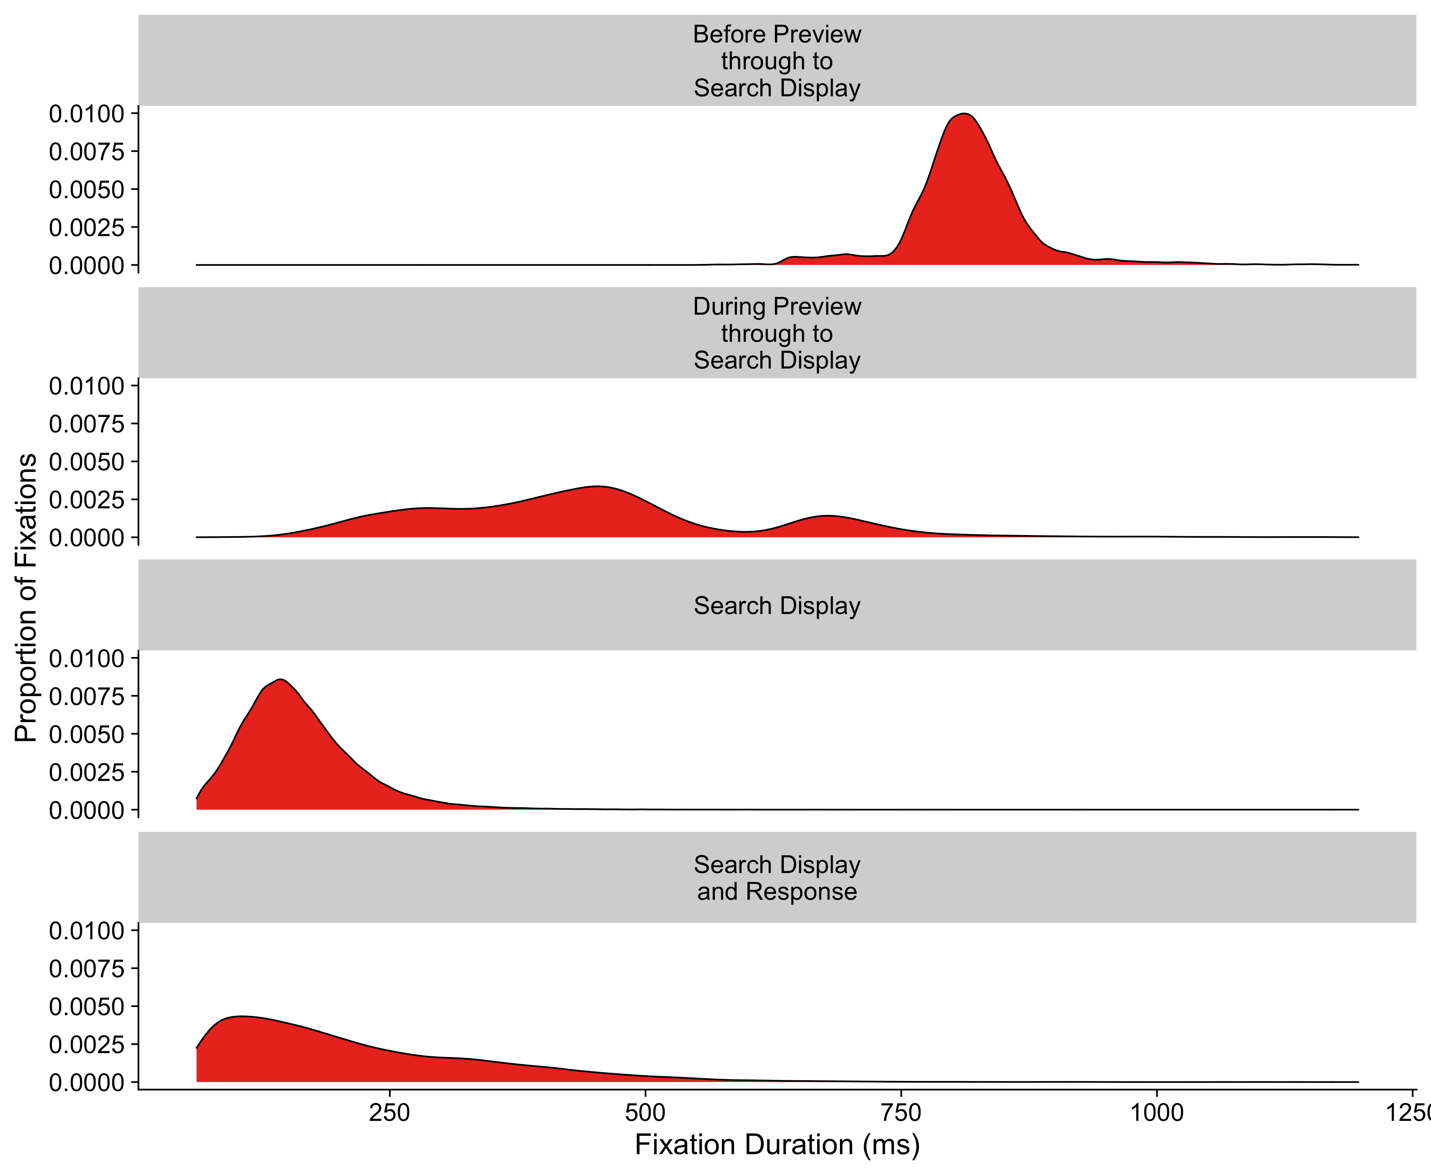 Before Preview
through to
Search Display
0.0100
0.0075
0.0050
0.0025
0.0000
During Preview
through to
Search Display
0.0100
0.0075
0.0050
0.0025
0.0000
Proportion of Fixations
Search Display
0.0100
0.0075
0.0050
0.0025
0.0000
Search Display
and Response
0.0100
0.0075
0.0050
0.0025
0.0000
250 500 750 1000 1250
Fixation Duration (ms)